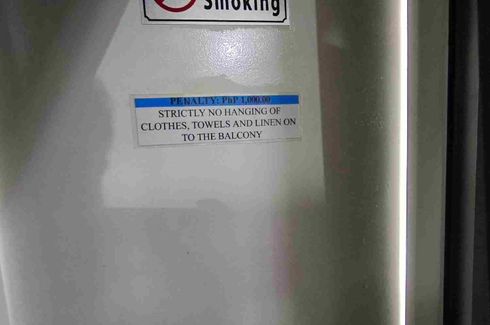 Smoking
PENALTY: PhP 1,000.00
STRICTLY NO HANGING OF
CLOTHES, TOWELS AND LINEN ON
TO THE BALCONY